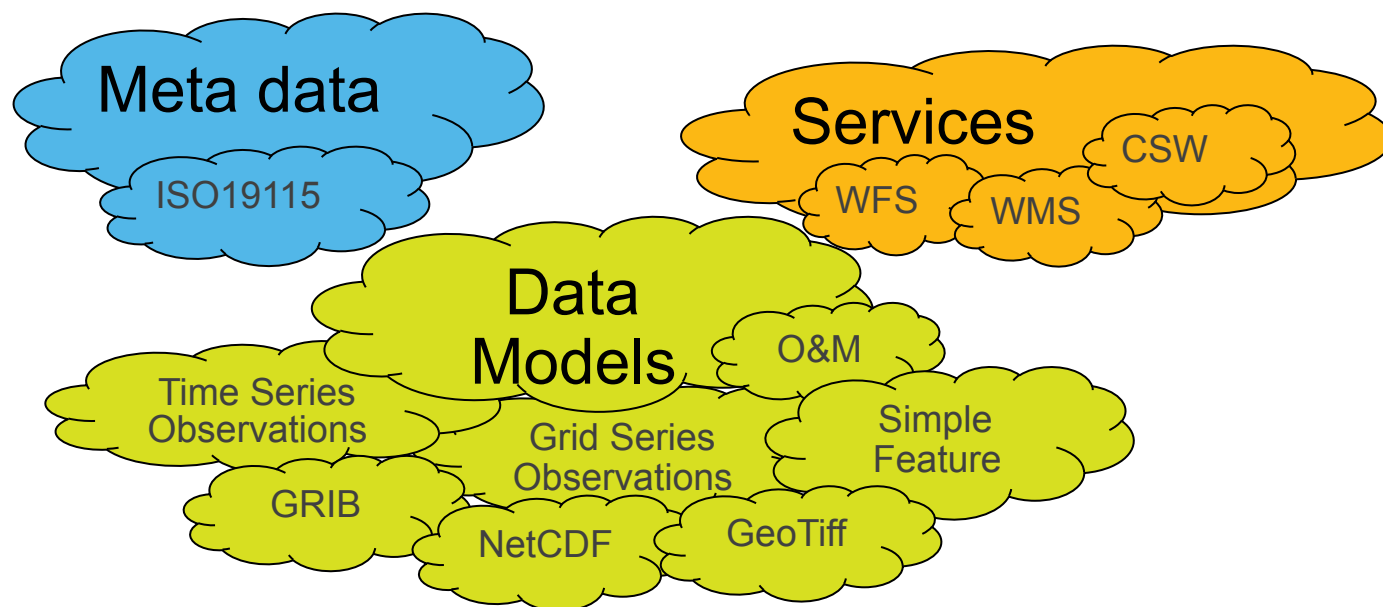 Meta data
ISO19115
Services
CSW
WFS
WMS
Data
Models
O&M
Time Series
Observations
Grid Series
Observations
Simple
Feature
GRIB
NetCDF
GeoTiff